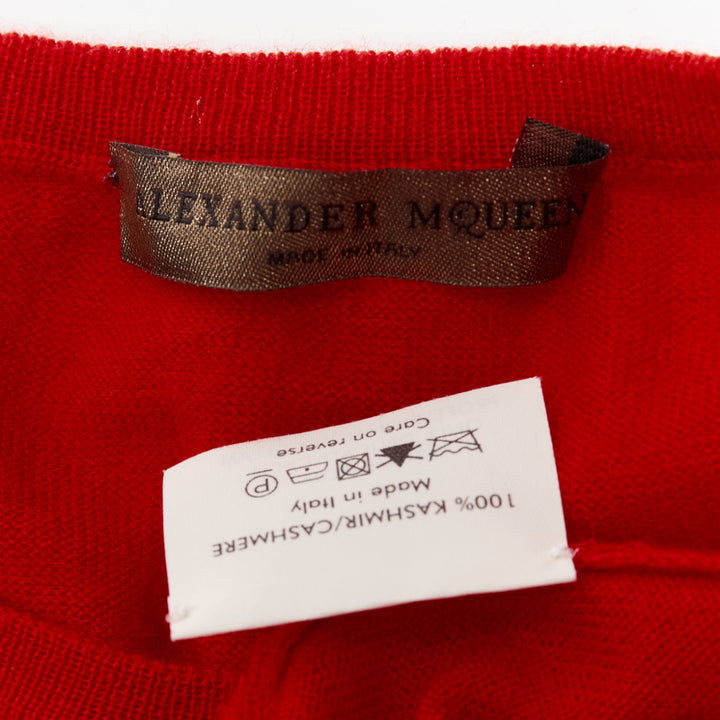 ALEXANDER MCQUEEN
MADE IN ITALY
100% KASHMIR/CASHMERE
Made in Italy
P
Care on reverse